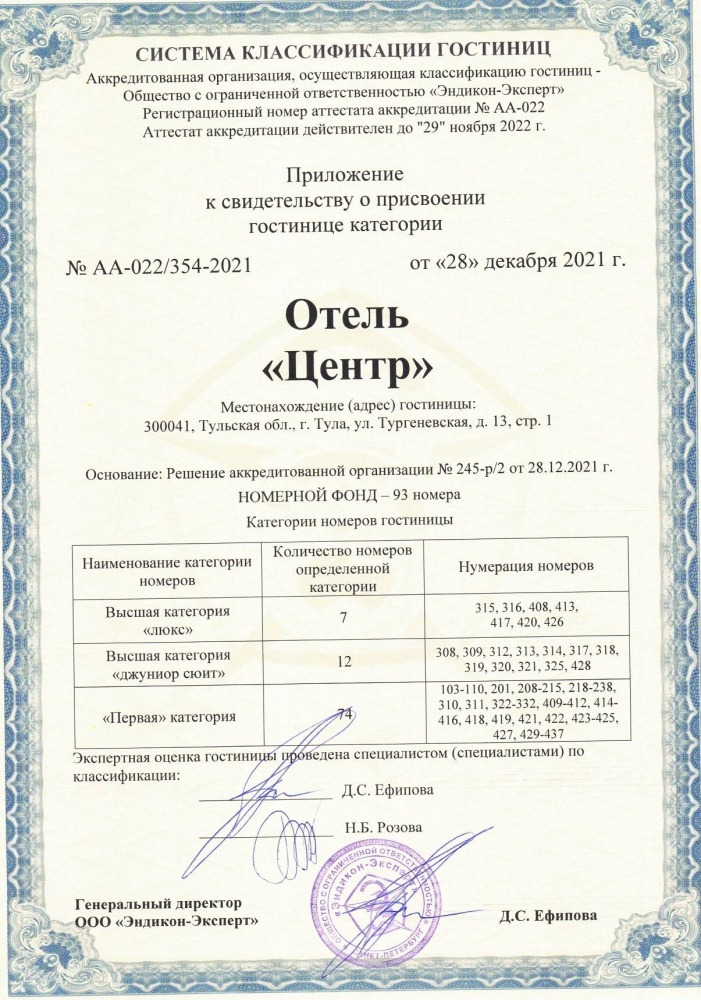 СИСТЕМА КЛАССИФИКАЦИИ ГОСТИНИЦ
Аккредитованная организация, осуществляющая классификацию гостиниц -
Общество с ограниченной ответственностью «Эндикон-Эксперт»
Регистрационный номер аттестата аккредитации № АА-022
Аттестат аккредитации действителен до "29" ноября 2022 г.
Приложение
к свидетельству о присвоении
гостинице категории
№ АА-022/354-2021 от «28» декабря 2021 г.
Отель
«Центр»
Местонахождение (адрес) гостиницы:
300041, Тульская обл., г. Тула, ул. Тургеневская, д. 13, стр. 1
Основание: Решение аккредитованной организации № 245-р/2 от 28.12.2021 г.
НОМЕРНОЙ ФОНД – 93 номера
Категории номеров гостиницы
Наименование категории
номеров
Количество номеров
определенной
категории
Нумерация номеров
Высшая категория
«люкс»
7
315, 316, 408, 413,
417, 420, 426
Высшая категория
«джуниор сюит»
12
308, 309, 312, 313, 314, 317, 318,
319, 320, 321, 325, 428
«Первая» категория
74
103-110, 201, 208-215, 218-238,
310, 311, 322-332, 409-412, 414-
416, 418, 419, 421, 422, 423-425,
427, 429-437
Экспертная оценка гостиницы проведена специалистом (специалистами) по
классификации:
Д.С. Ефипова
Н.Б. Розова
Генеральный директор
ООО «Эндикон-Эксперт»
Д.С. Ефипова
ОБЩЕСТВО С ОГРАНИЧЕННОЙ ОТВЕТСТВЕННОСТЬЮ
«Эндикон-Эксперт»